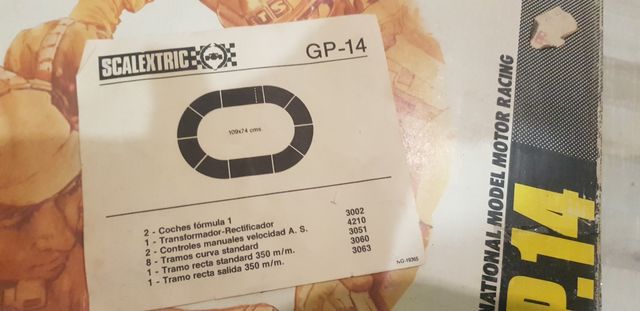 SCALEXTRIC
GP-14
109x74 cms.
2 - Coches fórmula 1
1 - Transformador-Rectificador 3002
2 - Controles manuales velocidad A. S. 4210
8 - Tramos curva standard 3051
1 - Tramo recta standard 350 m/m. 3060
1 - Tramo recta salida 350 m/m. 3063
NATIONAL MODEL MOTOR RACING
P.14